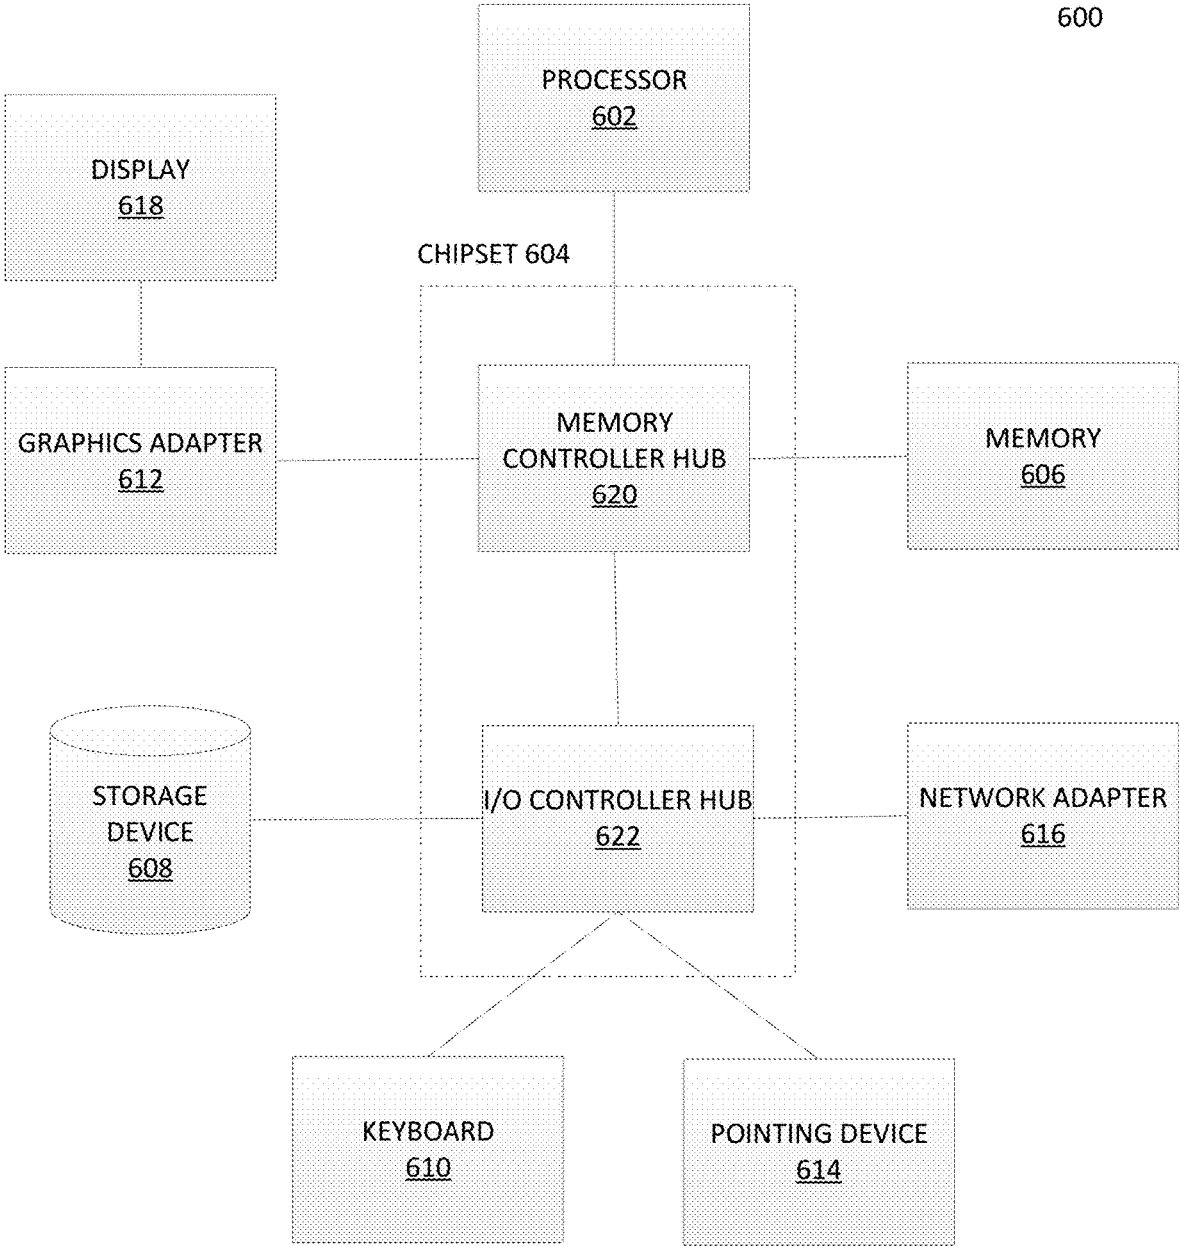 600
PROCESSOR
602
DISPLAY
618
CHIPSET 604
GRAPHICS ADAPTER
612
MEMORY
CONTROLLER HUB
620
MEMORY
606
STORAGE
DEVICE
608
I/O CONTROLLER HUB
622
NETWORK ADAPTER
616
KEYBOARD
610
POINTING DEVICE
614